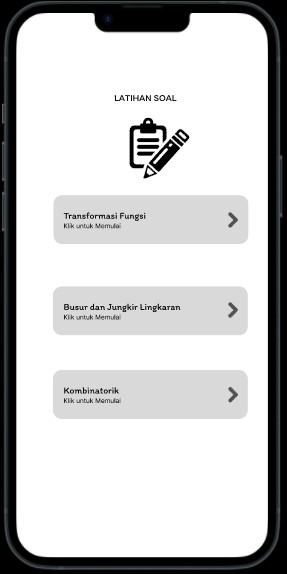 LATIHAN SOAL
Transformasi Fungsi
Klik untuk Memulai
Busur dan Jungkir Lingkaran
Klik untuk Memulai
Kombinatorik
Klik untuk Memulai